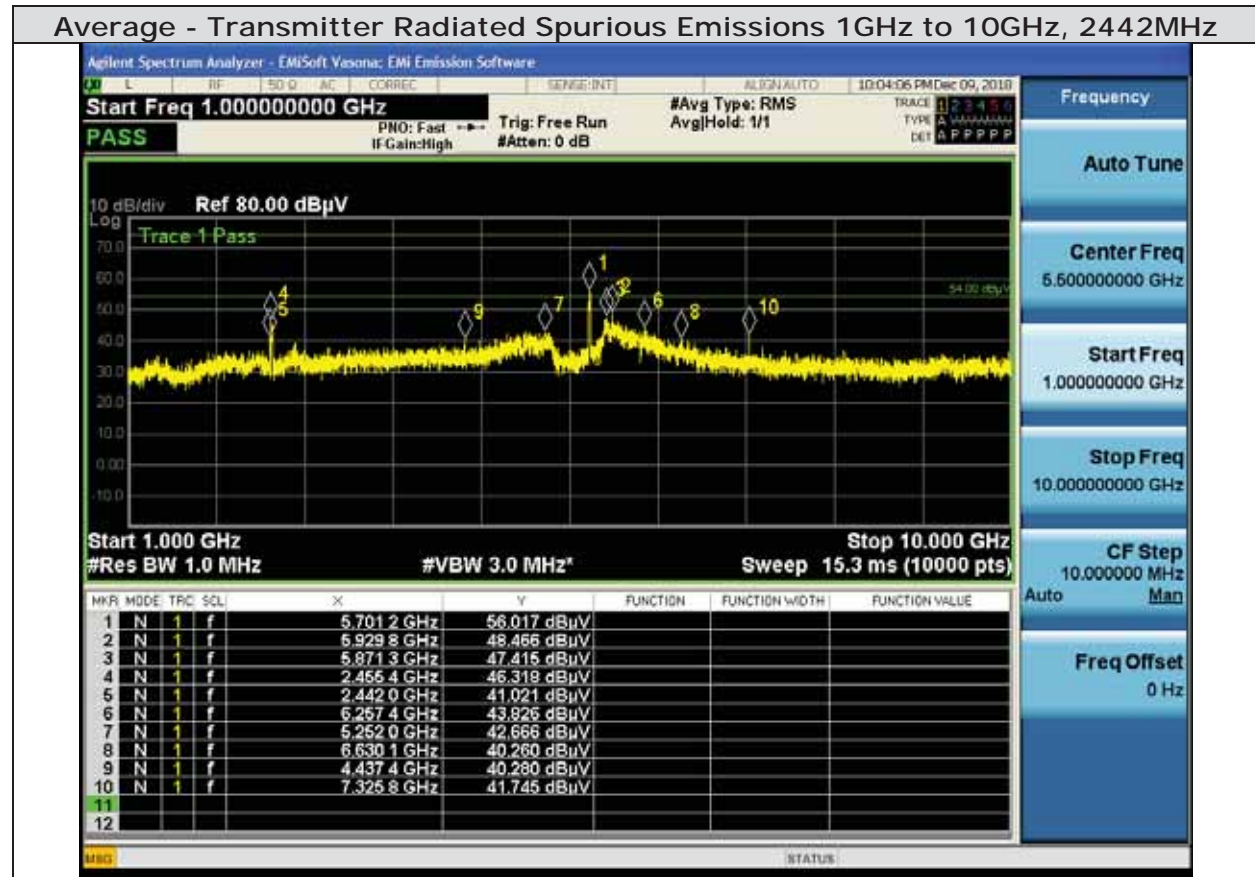 Average - Transmitter Radiated Spurious Emissions 1GHz to 10GHz, 2442MHz
Agilent Spectrum Analyzer - EMiSoft Vasona: EMI Emission Software
L RF 50 Ω AC CORREC SENSE:INT ALIGNAUTO 10:04:06 PM Dec 09, 2010
Start Freq 1.000000000 GHz
PASS
PNO: Fast
IFGain:High
Trig: Free Run
#Atten: 0 dB
#Avg Type: RMS
Avg|Hold: 1/1
TRACE 1 2 3 4 5 6
TYPE A
DET A P P P P P
10 dB/div Ref 80.00 dBµV
Log
Trace 1 Pass
70.0
60.0
50.0
40.0
30.0
20.0
10.0
0.00
-10.0
54.00 dBµV
1
2
3
4
5
6
7
8
9
10
Start 1.000 GHz Stop 10.000 GHz
#Res BW 1.0 MHz #VBW 3.0 MHz* Sweep 15.3 ms (10000 pts)
MKR MODE TRC SCL X Y FUNCTION FUNCTION WIDTH FUNCTION VALUE
1 N 1 f 5.701 2 GHz 56.017 dBµV
2 N 1 f 5.929 8 GHz 48.466 dBµV
3 N 1 f 5.871 3 GHz 47.415 dBµV
4 N 1 f 2.455 4 GHz 46.318 dBµV
5 N 1 f 2.442 0 GHz 41.021 dBµV
6 N 1 f 6.257 4 GHz 43.826 dBµV
7 N 1 f 5.252 0 GHz 42.666 dBµV
8 N 1 f 6.630 1 GHz 40.260 dBµV
9 N 1 f 4.437 4 GHz 40.280 dBµV
10 N 1 f 7.325 8 GHz 41.745 dBµV
11
12
MSG STATUS
Frequency
Auto Tune
Center Freq
5.500000000 GHz
Start Freq
1.000000000 GHz
Stop Freq
10.000000000 GHz
CF Step
10.000000 MHz
Auto Man
Freq Offset
0 Hz